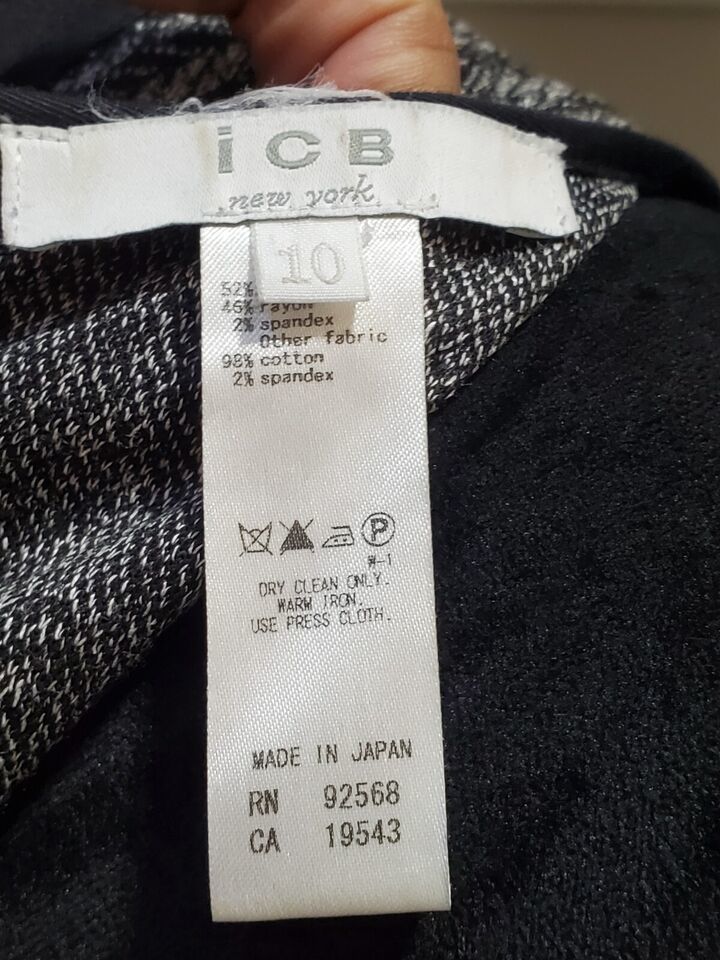 iCB
new york
10
52%
46% rayon
2% spandex
Other fabric
98% cotton
2% spandex
P
W-1
DRY CLEAN ONLY.
WARM IRON.
USE PRESS CLOTH.
MADE IN JAPAN
RN 92568
CA 19543